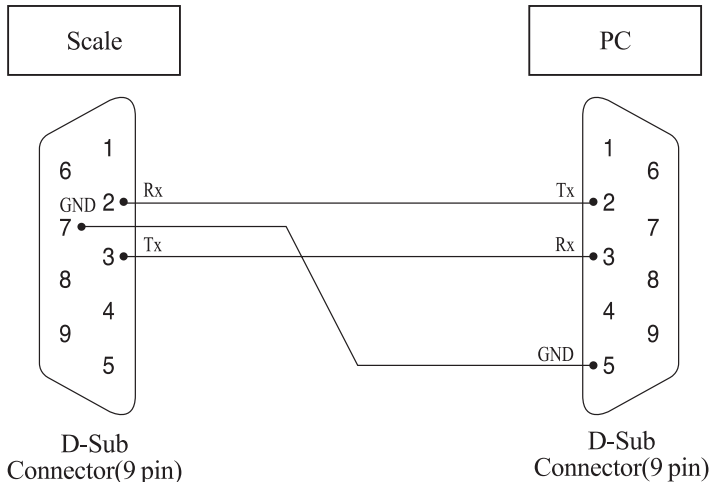 Scale
PC
1
6
Rx
GND 2
7
Tx
3
8
4
9
5
D-Sub
Connector(9 pin)
1
6
Tx
2
7
Rx
3
8
4
9
GND
5
D-Sub
Connector(9 pin)